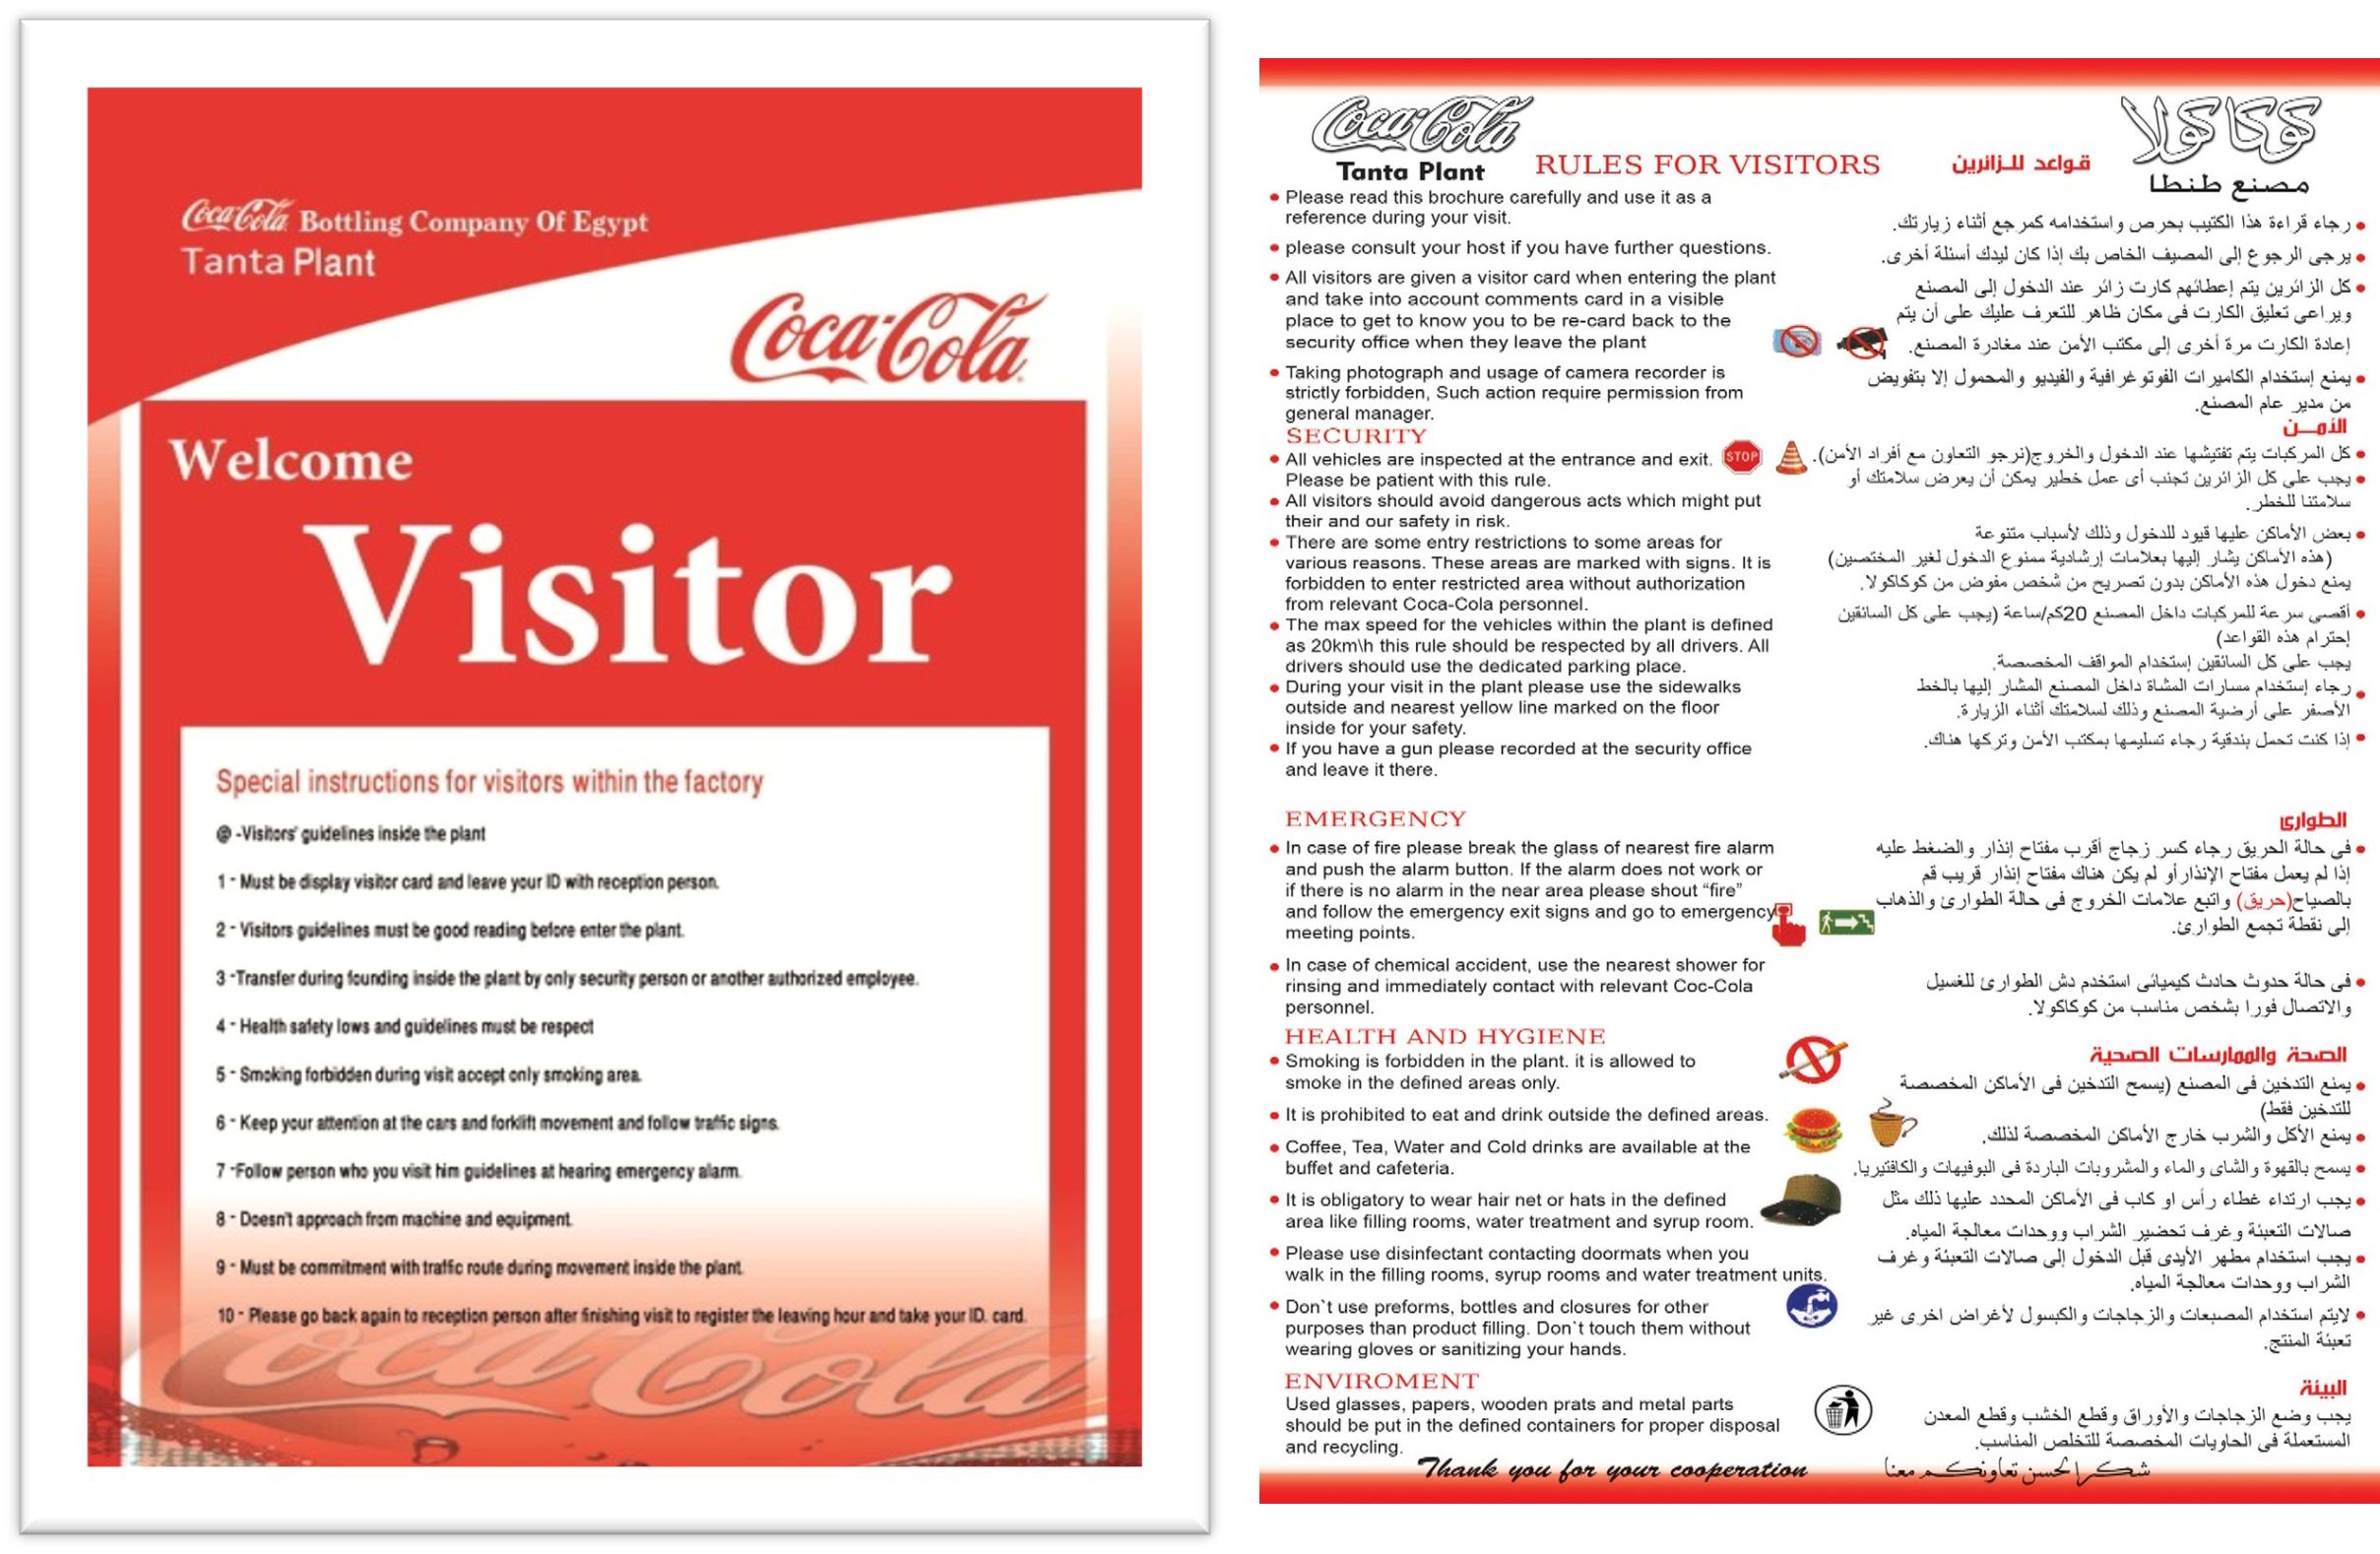 Coca-Cola Bottling Company Of Egypt
Tanta Plant
Coca-Cola
Welcome
Visitor
Special instructions for visitors within the factory
@ -Visitors' guidelines inside the plant
1 - Must be display visitor card and leave your ID with reception person.
2 - Visitors guidelines must be good reading before enter the plant.
3 -Transfer during founding inside the plant by only security person or another authorized employee.
4 - Health safety lows and guidelines must be respect
5 - Smoking forbidden during visit accept only smoking area.
6 - Keep your attention at the cars and forklift movement and follow traffic signs.
7 -Follow person who you visit him guidelines at hearing emergency alarm.
8 - Doesn't approach from machine and equipment.
9 - Must be commitment with traffic route during movement inside the plant.
10 - Please go back again to reception person after finishing visit to register the leaving hour and take your ID. card.
Coca-Cola
Coca-Cola
Tanta Plant
RULES FOR VISITORS
• Please read this brochure carefully and use it as a
reference during your visit.
• please consult your host if you have further questions.
• All visitors are given a visitor card when entering the plant
and take into account comments card in a visible
place to get to know you to be re-card back to the
security office when they leave the plant
• Taking photograph and usage of camera recorder is
strictly forbidden, Such action require permission from
general manager.
SECURITY
• All vehicles are inspected at the entrance and exit.
Please be patient with this rule.
STOP
• All visitors should avoid dangerous acts which might put
their and our safety in risk.
• There are some entry restrictions to some areas for
various reasons. These areas are marked with signs. It is
forbidden to enter restricted area without authorization
from relevant Coca-Cola personnel.
• The max speed for the vehicles within the plant is defined
as 20km\h this rule should be respected by all drivers. All
drivers should use the dedicated parking place.
• During your visit in the plant please use the sidewalks
outside and nearest yellow line marked on the floor
inside for your safety.
• If you have a gun please recorded at the security office
and leave it there.
EMERGENCY
• In case of fire please break the glass of nearest fire alarm
and push the alarm button. If the alarm does not work or
if there is no alarm in the near area please shout “fire”
and follow the emergency exit signs and go to emergency
meeting points.
• In case of chemical accident, use the nearest shower for
rinsing and immediately contact with relevant Coc-Cola
personnel.
HEALTH AND HYGIENE
• Smoking is forbidden in the plant. it is allowed to
smoke in the defined areas only.
• It is prohibited to eat and drink outside the defined areas.
• Coffee, Tea, Water and Cold drinks are available at the
buffet and cafeteria.
• It is obligatory to wear hair net or hats in the defined
area like filling rooms, water treatment and syrup room.
• Please use disinfectant contacting doormats when you
walk in the filling rooms, syrup rooms and water treatment units.
• Don`t use preforms, bottles and closures for other
purposes than product filling. Don`t touch them without
wearing gloves or sanitizing your hands.
ENVIROMENT
Used glasses, papers, wooden prats and metal parts
should be put in the defined containers for proper disposal
and recycling.
Thank you for your cooperation
كوكاكولا
مصنع طنطا
قواعد للـزائرين
• رجاء قراءة هذا الكتيب بحرص واستخدامه كمرجع أثناء زيارتك.
• يرجى الرجوع إلى المضيف الخاص بك إذا كان ليدك أسئلة أخرى.
• كل الزائرين يتم إعطائهم كارت زائر عند الدخول إلى المصنع
ويراعى تعليق الكارت فى مكان ظاهر للتعرف عليك على أن يتم
إعادة الكارت مرة أخرى إلى مكتب الأمن عند مغادرة المصنع.
• يمنع إستخدام الكاميرات الفوتوغرافية والفيديو والمحمول إلا بتفويض
من مدير عام المصنع.
الأمــن
• كل المركبات يتم تفتيشها عند الدخول والخروج(نرجو التعاون مع أفراد الأمن).
• يجب على كل الزائرين تجنب أى عمل خطير يمكن أن يعرض سلامتك أو
سلامتنا للخطر.
• بعض الأماكن عليها قيود للدخول وذلك لأسباب متنوعة
(هذه الأماكن يشار إليها بعلامات إرشادية ممنوع الدخول لغير المختصين)
يمنع دخول هذه الأماكن بدون تصريح من شخص مفوض من كوكاكولا.
• أقصى سرعة للمركبات داخل المصنع 20كم/ساعة (يجب على كل السائقين
إحترام هذه القواعد)
يجب على كل السائقين إستخدام المواقف المخصصة.
• رجاء إستخدام مسارات المشاة داخل المصنع المشار إليها بالخط
الأصفر على أرضية المصنع وذلك لسلامتك أثناء الزيارة.
• إذا كنت تحمل بندقية رجاء تسليمها بمكتب الأمن وتركها هناك.
الطوارئ
• فى حالة الحريق رجاء كسر زجاج أقرب مفتاح إنذار والضغط عليه
إذا لم يعمل مفتاح الإنذارأو لم يكن هناك مفتاح إنذار قريب قم
بالصياح(حريق) واتبع علامات الخروج فى حالة الطوارئ والذهاب
إلى نقطة تجمع الطوارئ.
• فى حالة حدوث حادث كيميائى استخدم دش الطوارئ للغسيل
والاتصال فورا بشخص مناسب من كوكاكولا.
الصحة والممارسات الصحية
• يمنع التدخين فى المصنع (يسمح التدخين فى الأماكن المخصصة
للتدخين فقط)
• يمنع الأكل والشرب خارج الأماكن المخصصة لذلك.
• يسمح بالقهوة والشاى والماء والمشروبات الباردة فى البوفيهات والكافتيريا.
• يجب ارتداء غطاء رأس او كاب فى الأماكن المحدد عليها ذلك مثل
صالات التعبئة وغرف تحضير الشراب ووحدات معالجة المياه.
• يجب استخدام مطهر الأيدى قبل الدخول إلى صالات التعبئة وغرف
الشراب ووحدات معالجة المياه.
• لايتم استخدام المصبعات والزجاجات والكبسول لأغراض اخرى غير
تعبئة المنتج.
البيئة
يجب وضع الزجاجات والأوراق وقطع الخشب وقطع المعدن
المستعملة فى الحاويات المخصصة للتخلص المناسب.
شكرا لحسن تعاونكم معنا